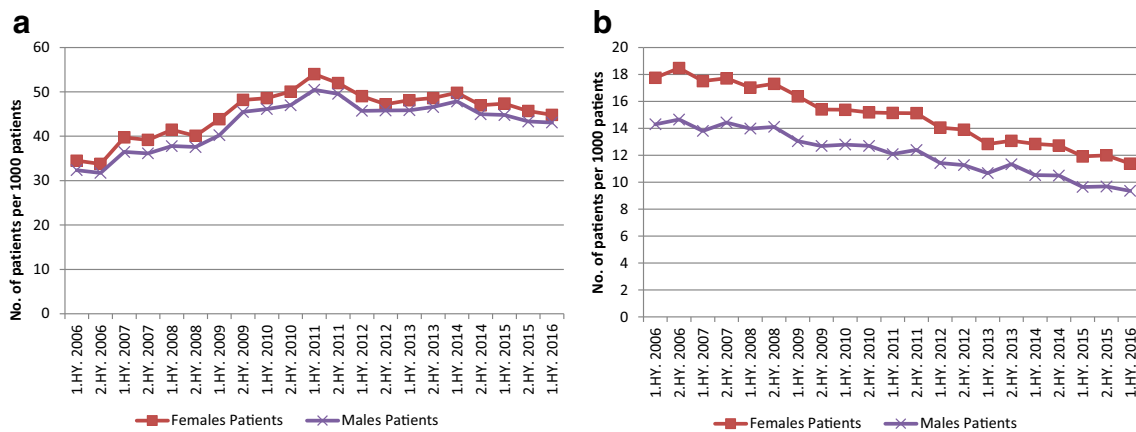 a
No. of patients per 1000 patients
60
50
40
30
20
10
0
1.HY. 2006
2.HY. 2006
1.HY. 2007
2.HY. 2007
1.HY. 2008
2.HY. 2008
1.HY. 2009
2.HY. 2009
1.HY. 2010
2.HY. 2010
1.HY. 2011
2.HY. 2011
1.HY. 2012
2.HY. 2012
1.HY. 2013
2.HY. 2013
1.HY. 2014
2.HY. 2014
1.HY. 2015
2.HY. 2015
1.HY. 2016
Females Patients
Males Patients
b
No. of patients per 1000 patients
20
18
16
14
12
10
8
6
4
2
0
1.HY. 2006
2.HY. 2006
1.HY. 2007
2.HY. 2007
1.HY. 2008
2.HY. 2008
1.HY. 2009
2.HY. 2009
1.HY. 2010
2.HY. 2010
1.HY. 2011
2.HY. 2011
1.HY. 2012
2.HY. 2012
1.HY. 2013
2.HY. 2013
1.HY. 2014
2.HY. 2014
1.HY. 2015
2.HY. 2015
1.HY. 2016
Females Patients
Males Patients